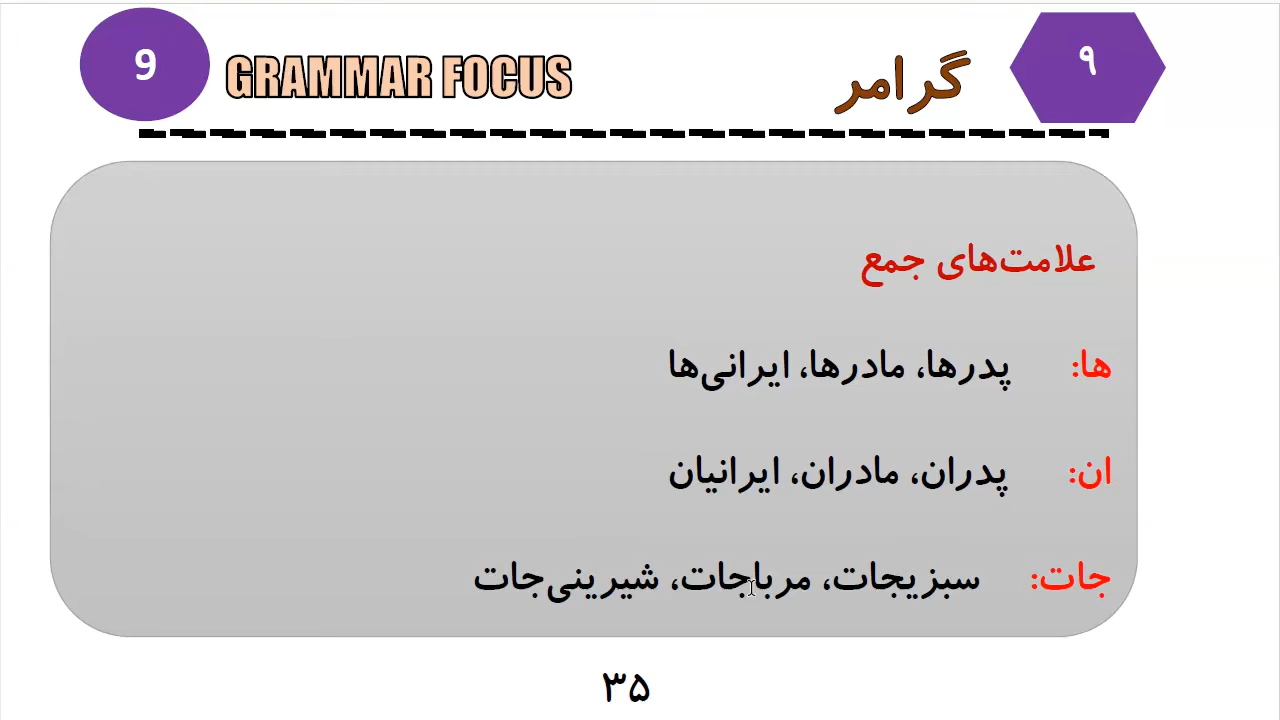 9 GRAMMAR FOCUS گرامر ۹
علامت‌های جمع
ها: پدرها، مادرها، ایرانی‌ها
ان: پدران، مادران، ایرانیان
جات: سبزیجات، مرباجات، شیرینی‌جات
۳۵